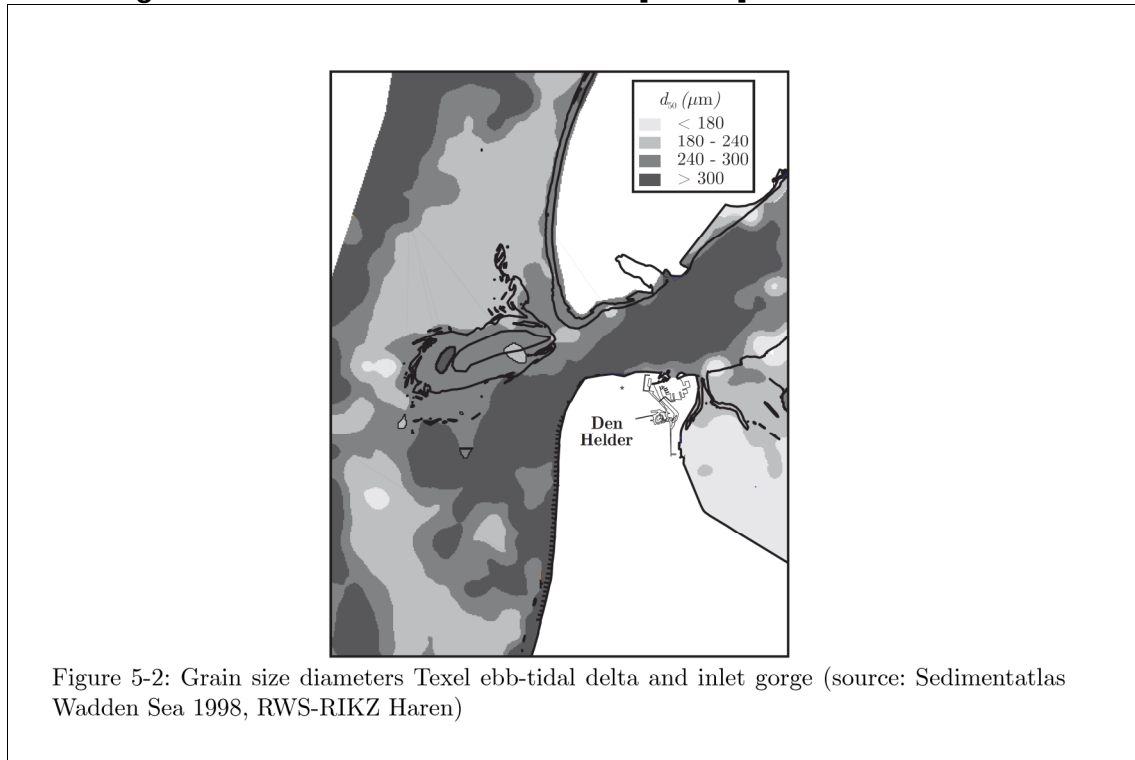 d₅₀ (μm)
< 180
180 - 240
240 - 300
> 300
Den
Helder
Figure 5-2: Grain size diameters Texel ebb-tidal delta and inlet gorge (source: Sedimentatlas
Wadden Sea 1998, RWS-RIKZ Haren)